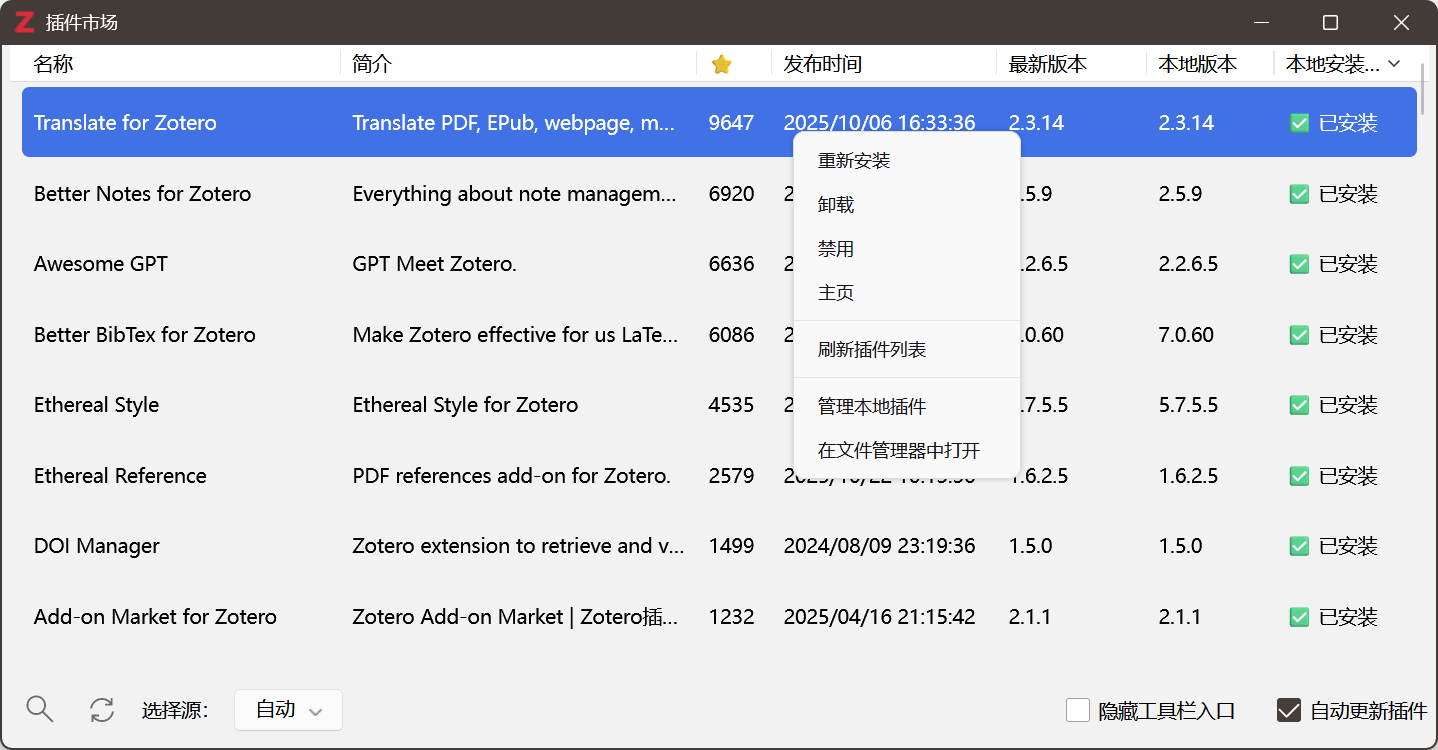 Z 插件市场
名称 简介 发布时间 最新版本 本地版本 本地安装...
Translate for Zotero Translate PDF, EPub, webpage, m... 9647 2025/10/06 16:33:36 2.3.14 2.3.14 已安装
重新安装
Better Notes for Zotero Everything about note managem... 6920 2 .5.9 2.5.9 已安装
卸载
禁用
Awesome GPT GPT Meet Zotero. 6636 2 .2.6.5 2.2.6.5 已安装
主页
Better BibTex for Zotero Make Zotero effective for us LaTe... 6086 2 .0.60 7.0.60 已安装
刷新插件列表
Ethereal Style Ethereal Style for Zotero 4535 2 .7.5.5 5.7.5.5 已安装
管理本地插件
在文件管理器中打开
Ethereal Reference PDF references add-on for Zotero. 2579 1.6.2.5 1.6.2.5 已安装
DOI Manager Zotero extension to retrieve and v... 1499 2024/08/09 23:19:36 1.5.0 1.5.0 已安装
Add-on Market for Zotero Zotero Add-on Market | Zotero插... 1232 2025/04/16 21:15:42 2.1.1 2.1.1 已安装
选择源: 自动 隐藏工具栏入口 自动更新插件